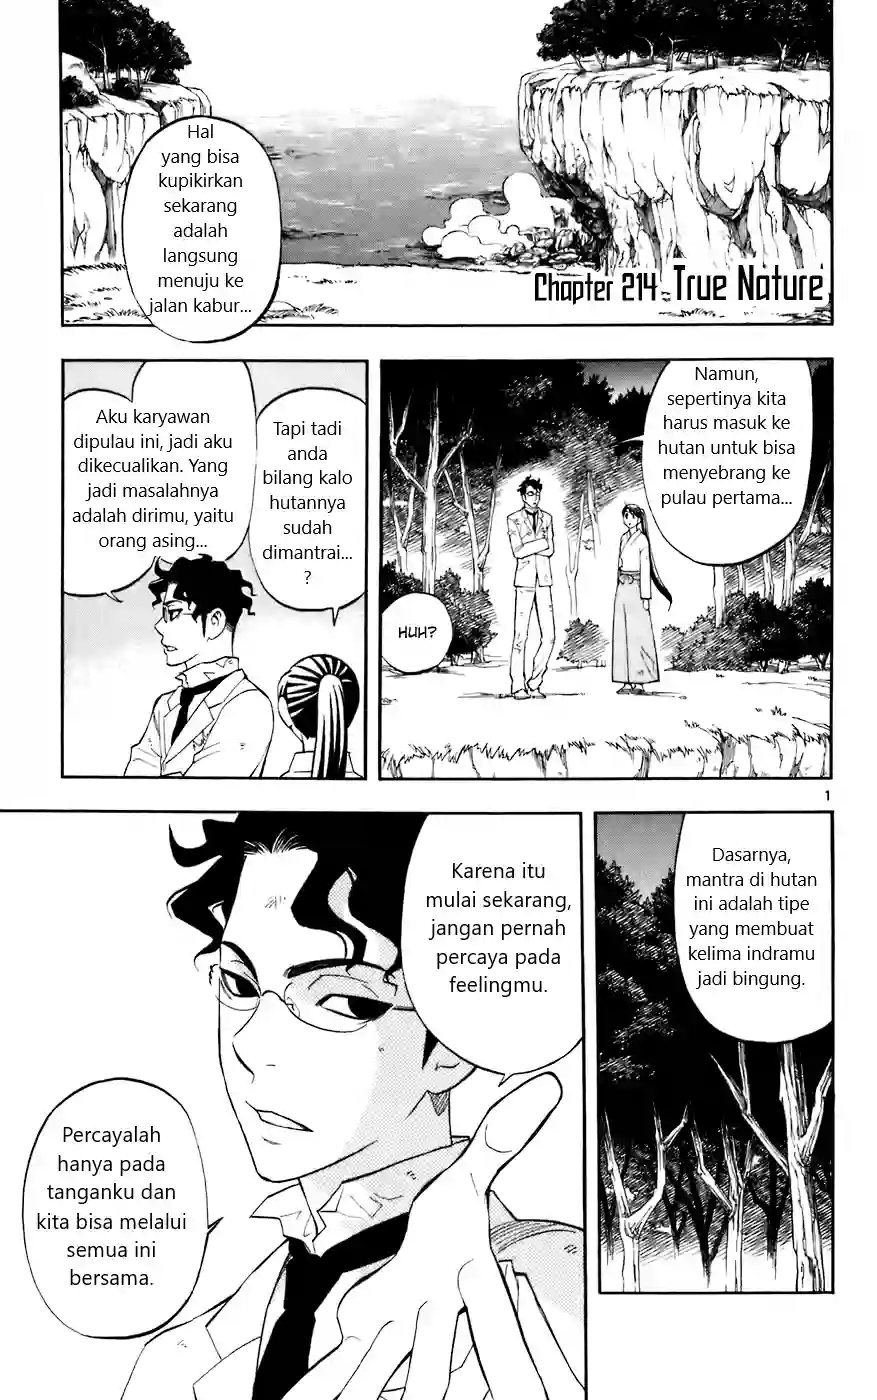 Hal
yang bisa
kupikirkan
sekarang
adalah
langsung
menuju ke
jalan kabur...
Chapter 214 - True Nature
Namun,
sepertinya kita
harus masuk ke
hutan untuk bisa
menyebrang ke
pulau pertama...
HUH?
Tapi tadi
anda
bilang kalo
hutannya
sudah
dimantrai...
?
Aku karyawan
dipulau ini, jadi aku
dikecualikan. Yang
jadi masalahnya
adalah dirimu, yaitu
orang asing...
1
Dasarnya,
mantra di hutan
ini adalah tipe
yang membuat
kelima indramu
jadi bingung.
Karena itu
mulai sekarang,
jangan pernah
percaya pada
feelingmu.
Percayalah
hanya pada
tanganku dan
kita bisa melalui
semua ini
bersama.